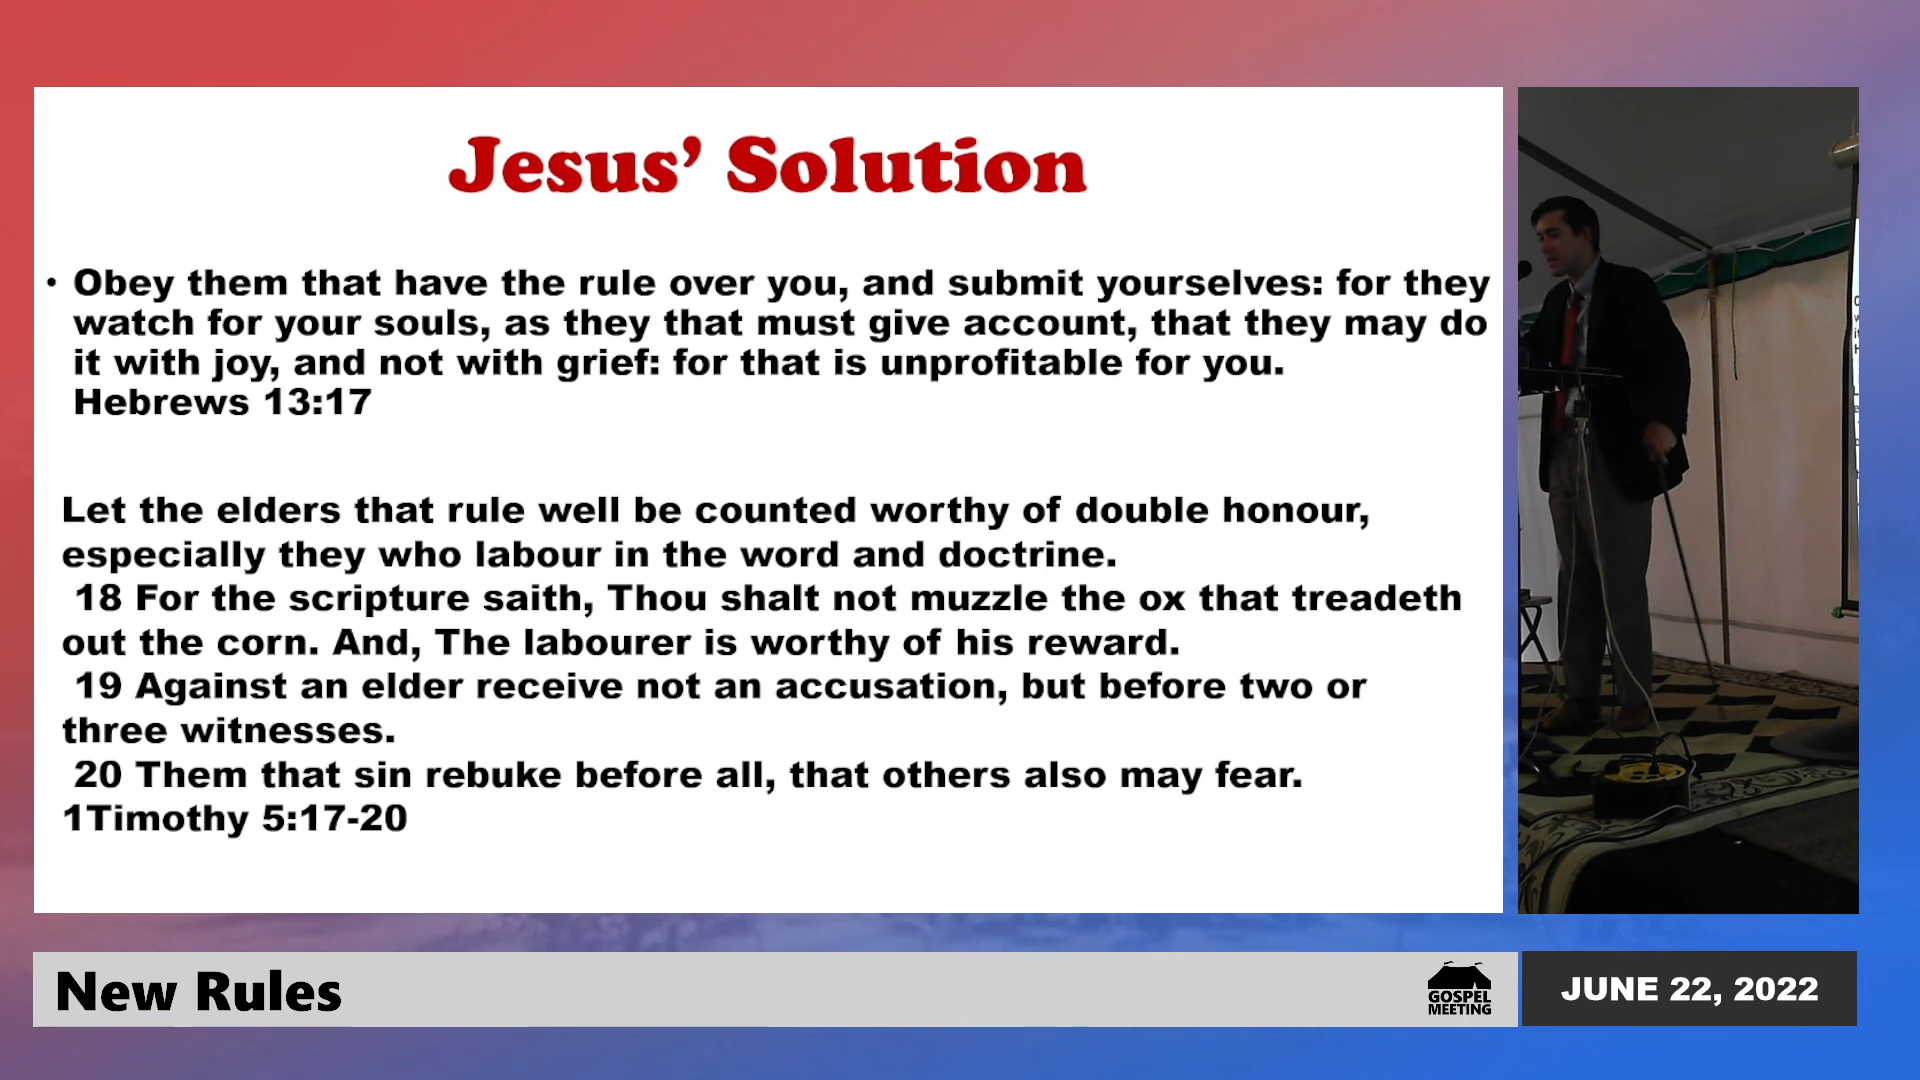 Jesus’ Solution
• Obey them that have the rule over you, and submit yourselves: for they
watch for your souls, as they that must give account, that they may do
it with joy, and not with grief: for that is unprofitable for you.
Hebrews 13:17
Let the elders that rule well be counted worthy of double honour,
especially they who labour in the word and doctrine.
18 For the scripture saith, Thou shalt not muzzle the ox that treadeth
out the corn. And, The labourer is worthy of his reward.
19 Against an elder receive not an accusation, but before two or
three witnesses.
20 Them that sin rebuke before all, that others also may fear.
1Timothy 5:17-20
New Rules
GOSPEL
MEETING
JUNE 22, 2022